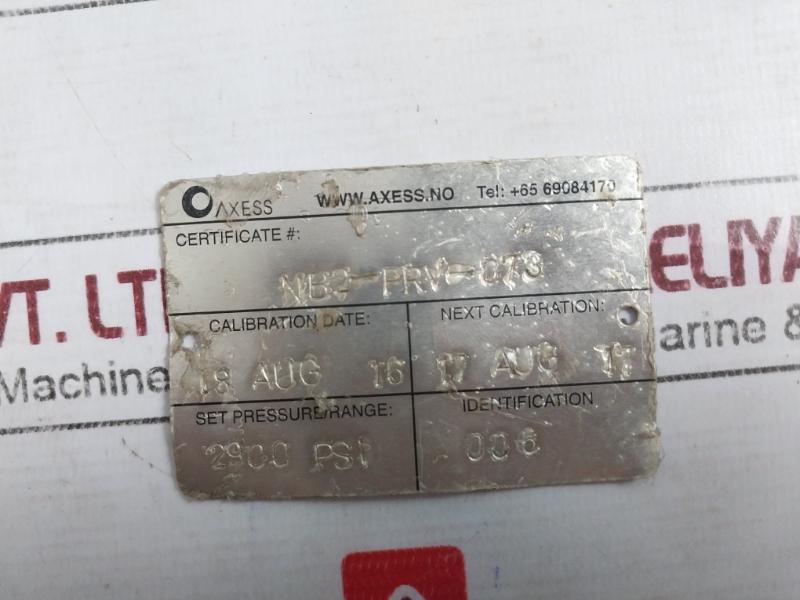 AXESS WWW.AXESS.NO Tel: +65 69084170
CERTIFICATE #:
NB2-PRV-073
CALIBRATION DATE: NEXT CALIBRATION:
18 AUG 16 17 AUG 17
SET PRESSURE/RANGE: IDENTIFICATION
2900 PSI 006
VT. LT ELIYA
Machine arine &